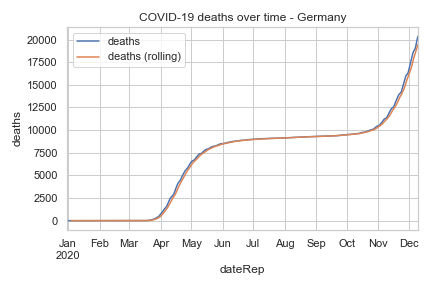 COVID-19 deaths over time - Germany
deaths
deaths (rolling)
20000
17500
15000
12500
10000
7500
5000
2500
0
deaths
Jan Feb Mar Apr May Jun Jul Aug Sep Oct Nov Dec
2020
dateRep